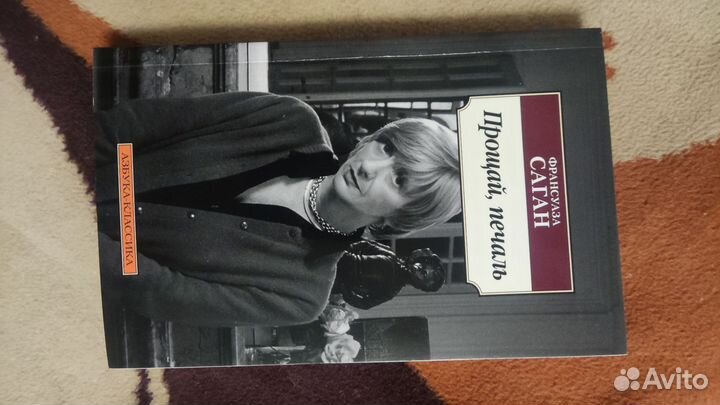 ФРАНСУАЗА
САГАН
Прощай, печаль
АЗБУКА-КЛАССИКА
Avito